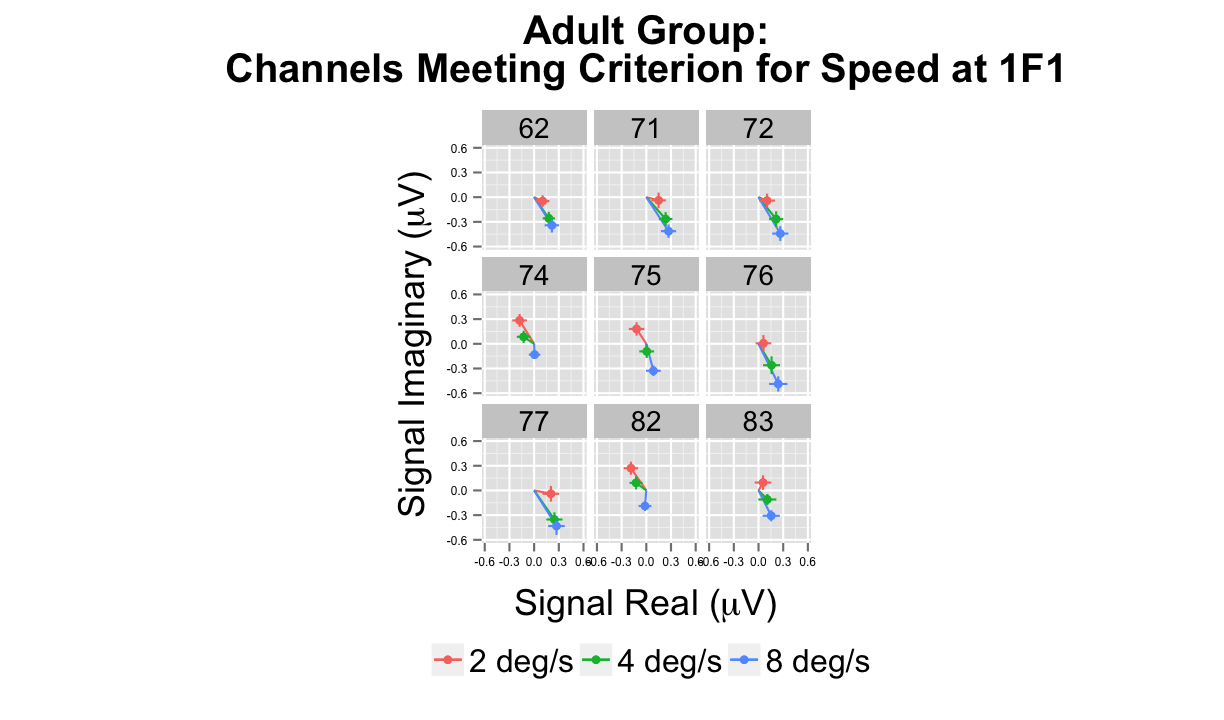 Adult Group:
Channels Meeting Criterion for Speed at 1F1
62 71 72
0.6
0.3
0.0
-0.3
-0.6
74 75 76
0.6
0.3
0.0
-0.3
-0.6
77 82 83
0.6
0.3
0.0
-0.3
-0.6
-0.6 -0.3 0.0 0.3 0.6 -0.6 -0.3 0.0 0.3 0.6 -0.6 -0.3 0.0 0.3 0.6
Signal Imaginary (μV)
Signal Real (μV)
2 deg/s 4 deg/s 8 deg/s